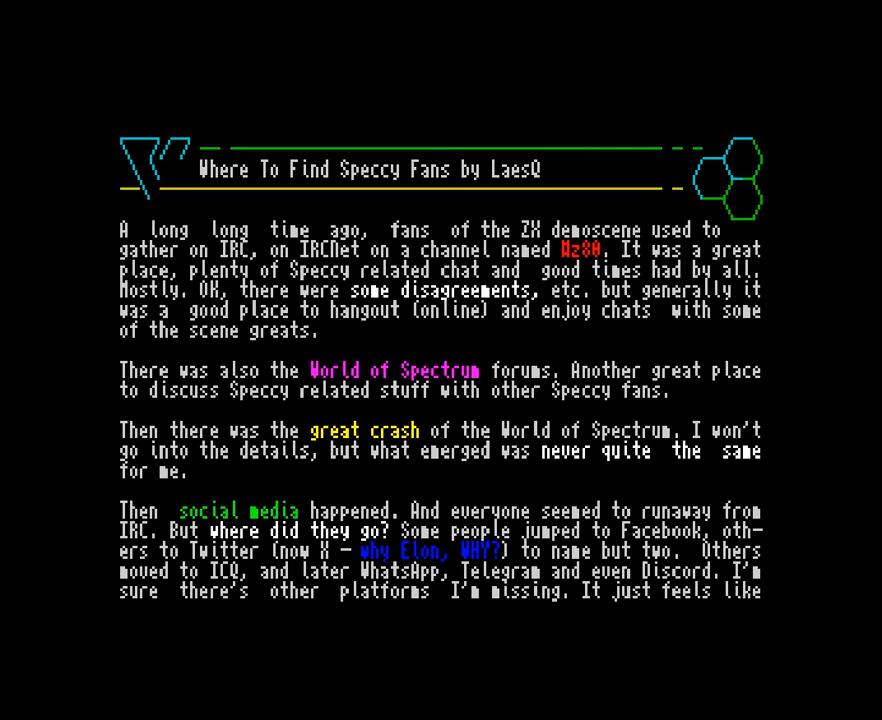 Where To Find Speccy Fans by LaesQ
A long long time ago, fans of the ZX demoscene used to
gather on IRC, on IRCNet on a channel named #z80. It was a great
place, plenty of Speccy related chat and good times had by all.
Mostly. OK, there were some disagreements, etc. but generally it
was a good place to hangout (online) and enjoy chats with some
of the scene greats.
There was also the World of Spectrum forums. Another great place
to discuss Speccy related stuff with other Speccy fans.
Then there was the great crash of the World of Spectrum. I won't
go into the details, but what emerged was never quite the same
for me.
Then social media happened. And everyone seemed to runaway from
IRC. But where did they go? Some people jumped to Facebook, oth-
ers to Twitter (now X - why Elon, WHY?) to name but two. Others
moved to ICQ, and later WhatsApp, Telegram and even Discord. I'm
sure there's other platforms I'm missing. It just feels like